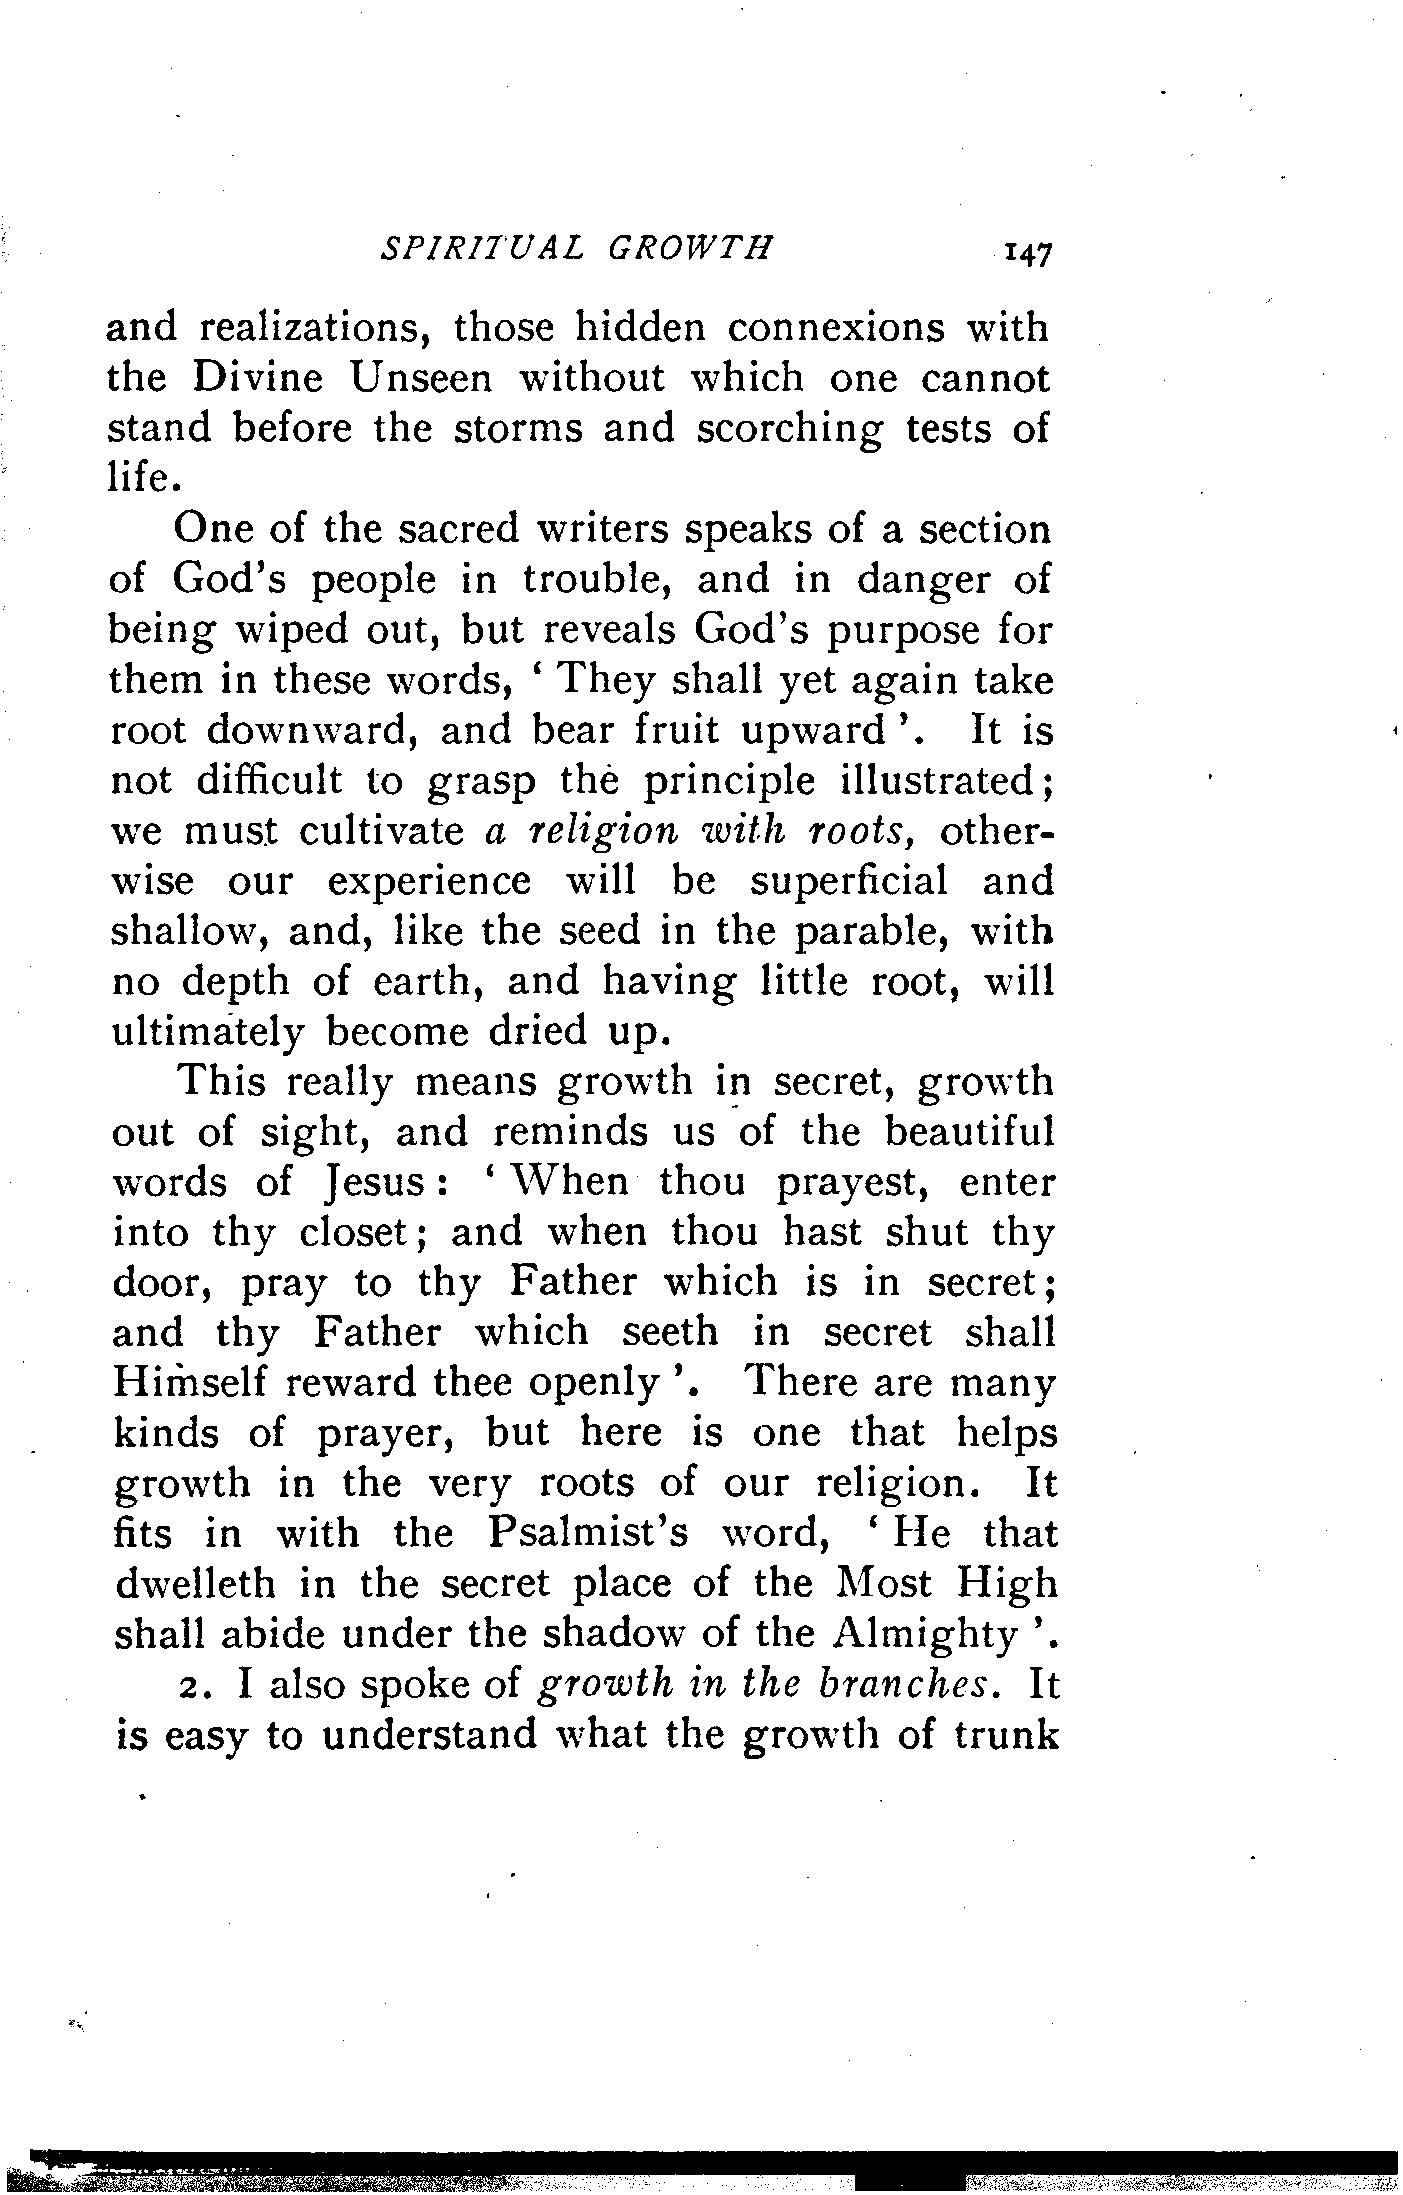 SPIRITUAL GROWTH 147
and realizations, those hidden connexions with
the Divine Unseen without which one cannot
stand before the storms and scorching tests of
life.
One of the sacred writers speaks of a section
of God's people in trouble, and in danger of
being wiped out, but reveals God's purpose for
them in these words, ‘ They shall yet again take
root downward, and bear fruit upward ’. It is
not difficult to grasp the principle illustrated;
we must cultivate a religion with roots, other-
wise our experience will be superficial and
shallow, and, like the seed in the parable, with
no depth of earth, and having little root, will
ultimately become dried up.
This really means growth in secret, growth
out of sight, and reminds us of the beautiful
words of Jesus : ‘ When thou prayest, enter
into thy closet ; and when thou hast shut thy
door, pray to thy Father which is in secret ;
and thy Father which seeth in secret shall
Himself reward thee openly ’. There are many
kinds of prayer, but here is one that helps
growth in the very roots of our religion. It
fits in with the Psalmist's word, ‘ He that
dwelleth in the secret place of the Most High
shall abide under the shadow of the Almighty ’.
2. I also spoke of growth in the branches. It
is easy to understand what the growth of trunk